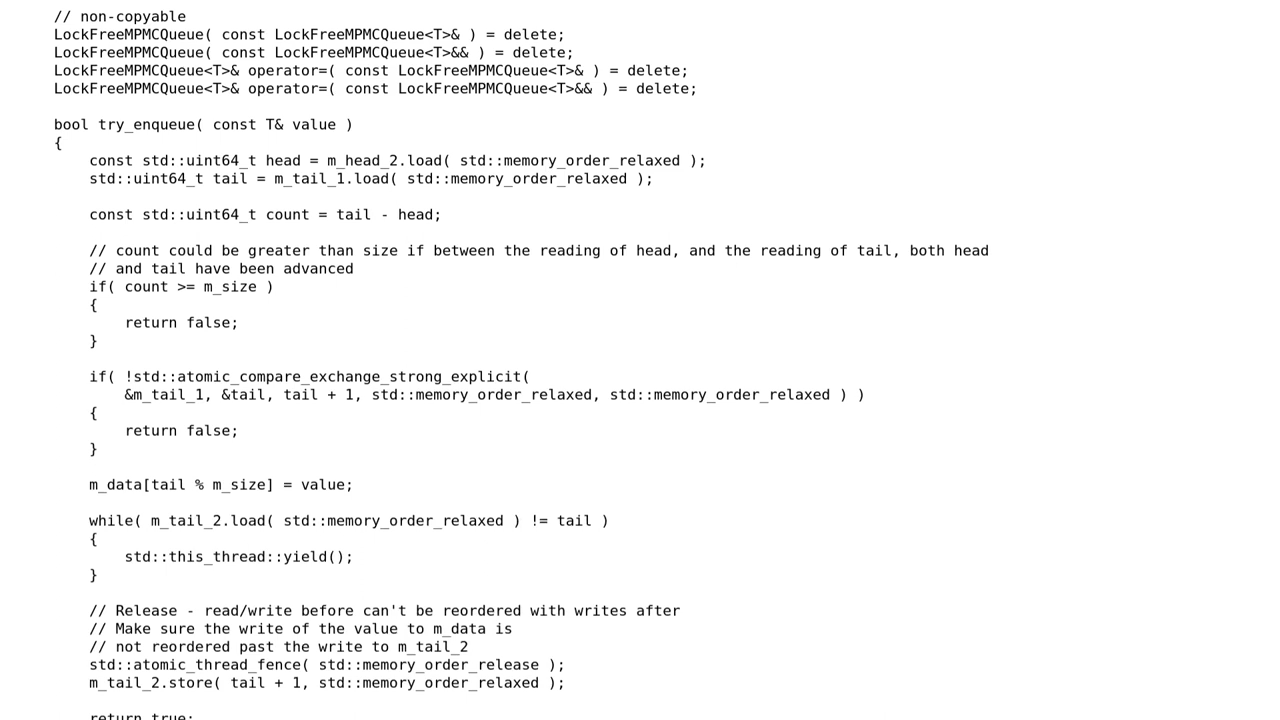 // non-copyable
LockFreeMPMCQueue( const LockFreeMPMCQueue<T>& ) = delete;
LockFreeMPMCQueue( const LockFreeMPMCQueue<T>&& ) = delete;
LockFreeMPMCQueue<T>& operator=( const LockFreeMPMCQueue<T>& ) = delete;
LockFreeMPMCQueue<T>& operator=( const LockFreeMPMCQueue<T>&& ) = delete;
bool try_enqueue( const T& value )
{
const std::uint64_t head = m_head_2.load( std::memory_order_relaxed );
std::uint64_t tail = m_tail_1.load( std::memory_order_relaxed );
const std::uint64_t count = tail - head;
// count could be greater than size if between the reading of head, and the reading of tail, both head
// and tail have been advanced
if( count >= m_size )
{
return false;
}
if( !std::atomic_compare_exchange_strong_explicit(
&m_tail_1, &tail, tail + 1, std::memory_order_relaxed, std::memory_order_relaxed ) )
{
return false;
}
m_data[tail % m_size] = value;
while( m_tail_2.load( std::memory_order_relaxed ) != tail )
{
std::this_thread::yield();
}
// Release - read/write before can't be reordered with writes after
// Make sure the write of the value to m_data is
// not reordered past the write to m_tail_2
std::atomic_thread_fence( std::memory_order_release );
m_tail_2.store( tail + 1, std::memory_order_relaxed );
return true;